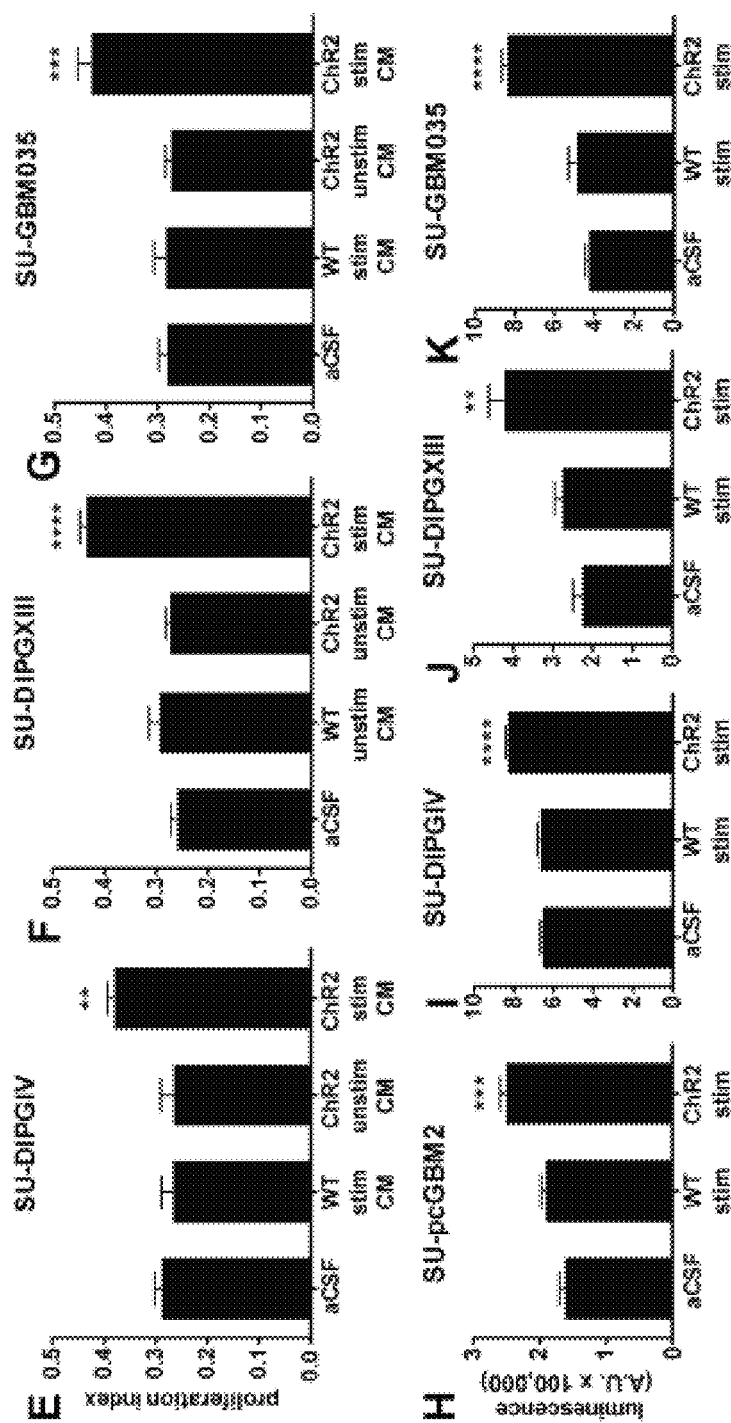 E
SU-DIPGIV
proliferation index
0.5
0.4
0.3
0.2
0.1
0.0
**
aCSF
WT stim CM
ChR2 unstim CM
ChR2 stim CM
F
SU-DIPGXIII
0.5
0.4
0.3
0.2
0.1
0.0
****
aCSF
WT unstim CM
ChR2 unstim CM
ChR2 stim CM
G
SU-GBM035
0.5
0.4
0.3
0.2
0.1
0.0
***
aCSF
WT stim CM
ChR2 unstim CM
ChR2 stim CM
H
SU-pcGBM2
luminescence
(A.U. x 100,000)
3
2
1
0
***
aCSF
WT stim
ChR2 stim
I
SU-DIPGIV
10
8
6
4
2
0
****
aCSF
WT stim
ChR2 stim
J
SU-DIPGXIII
5
4
3
2
1
0
**
aCSF
WT stim
ChR2 stim
K
SU-GBM035
10
8
6
4
2
0
****
aCSF
WT stim
ChR2 stim